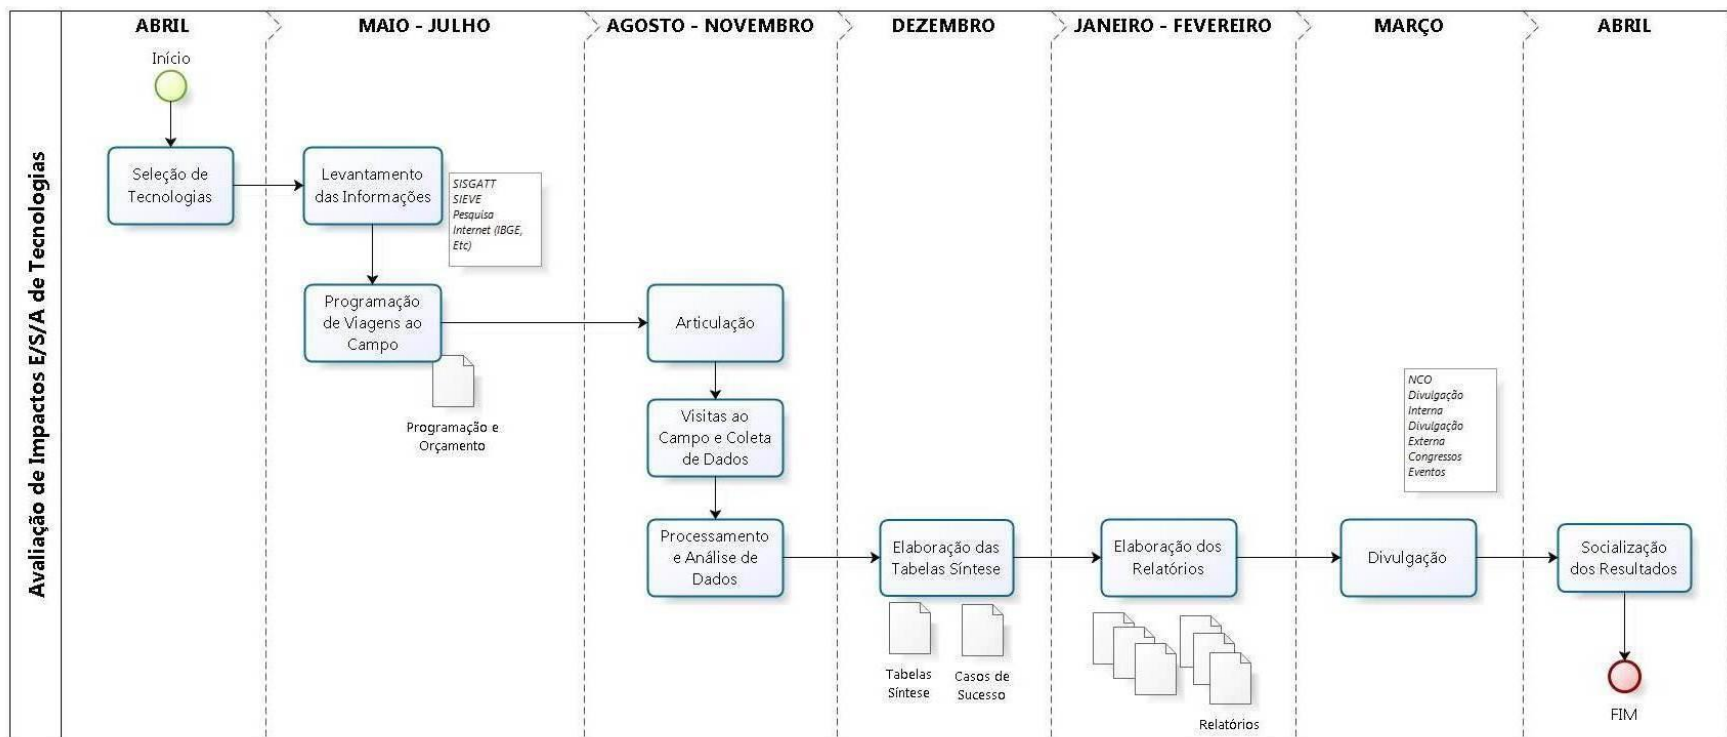 ABRIL
MAIO - JULHO
AGOSTO - NOVEMBRO
DEZEMBRO
JANEIRO - FEVEREIRO
MARÇO
ABRIL
Avaliação de Impactos E/S/A de Tecnologias
Início
Seleção de
Tecnologias
Levantamento
das Informações
SISGATT
SIEVE
Pesquisa
Internet (IBGE,
Etc)
Programação
de Viagens ao
Campo
Programação e
Orçamento
Articulação
Visitas ao
Campo e Coleta
de Dados
Processamento
e Análise de
Dados
Elaboração das
Tabelas Síntese
Tabelas
Síntese
Casos de
Sucesso
Elaboração dos
Relatórios
Relatórios
NCO
Divulgação
Interna
Divulgação
Externa
Congressos
Eventos
Divulgação
Socialização
dos Resultados
FIM